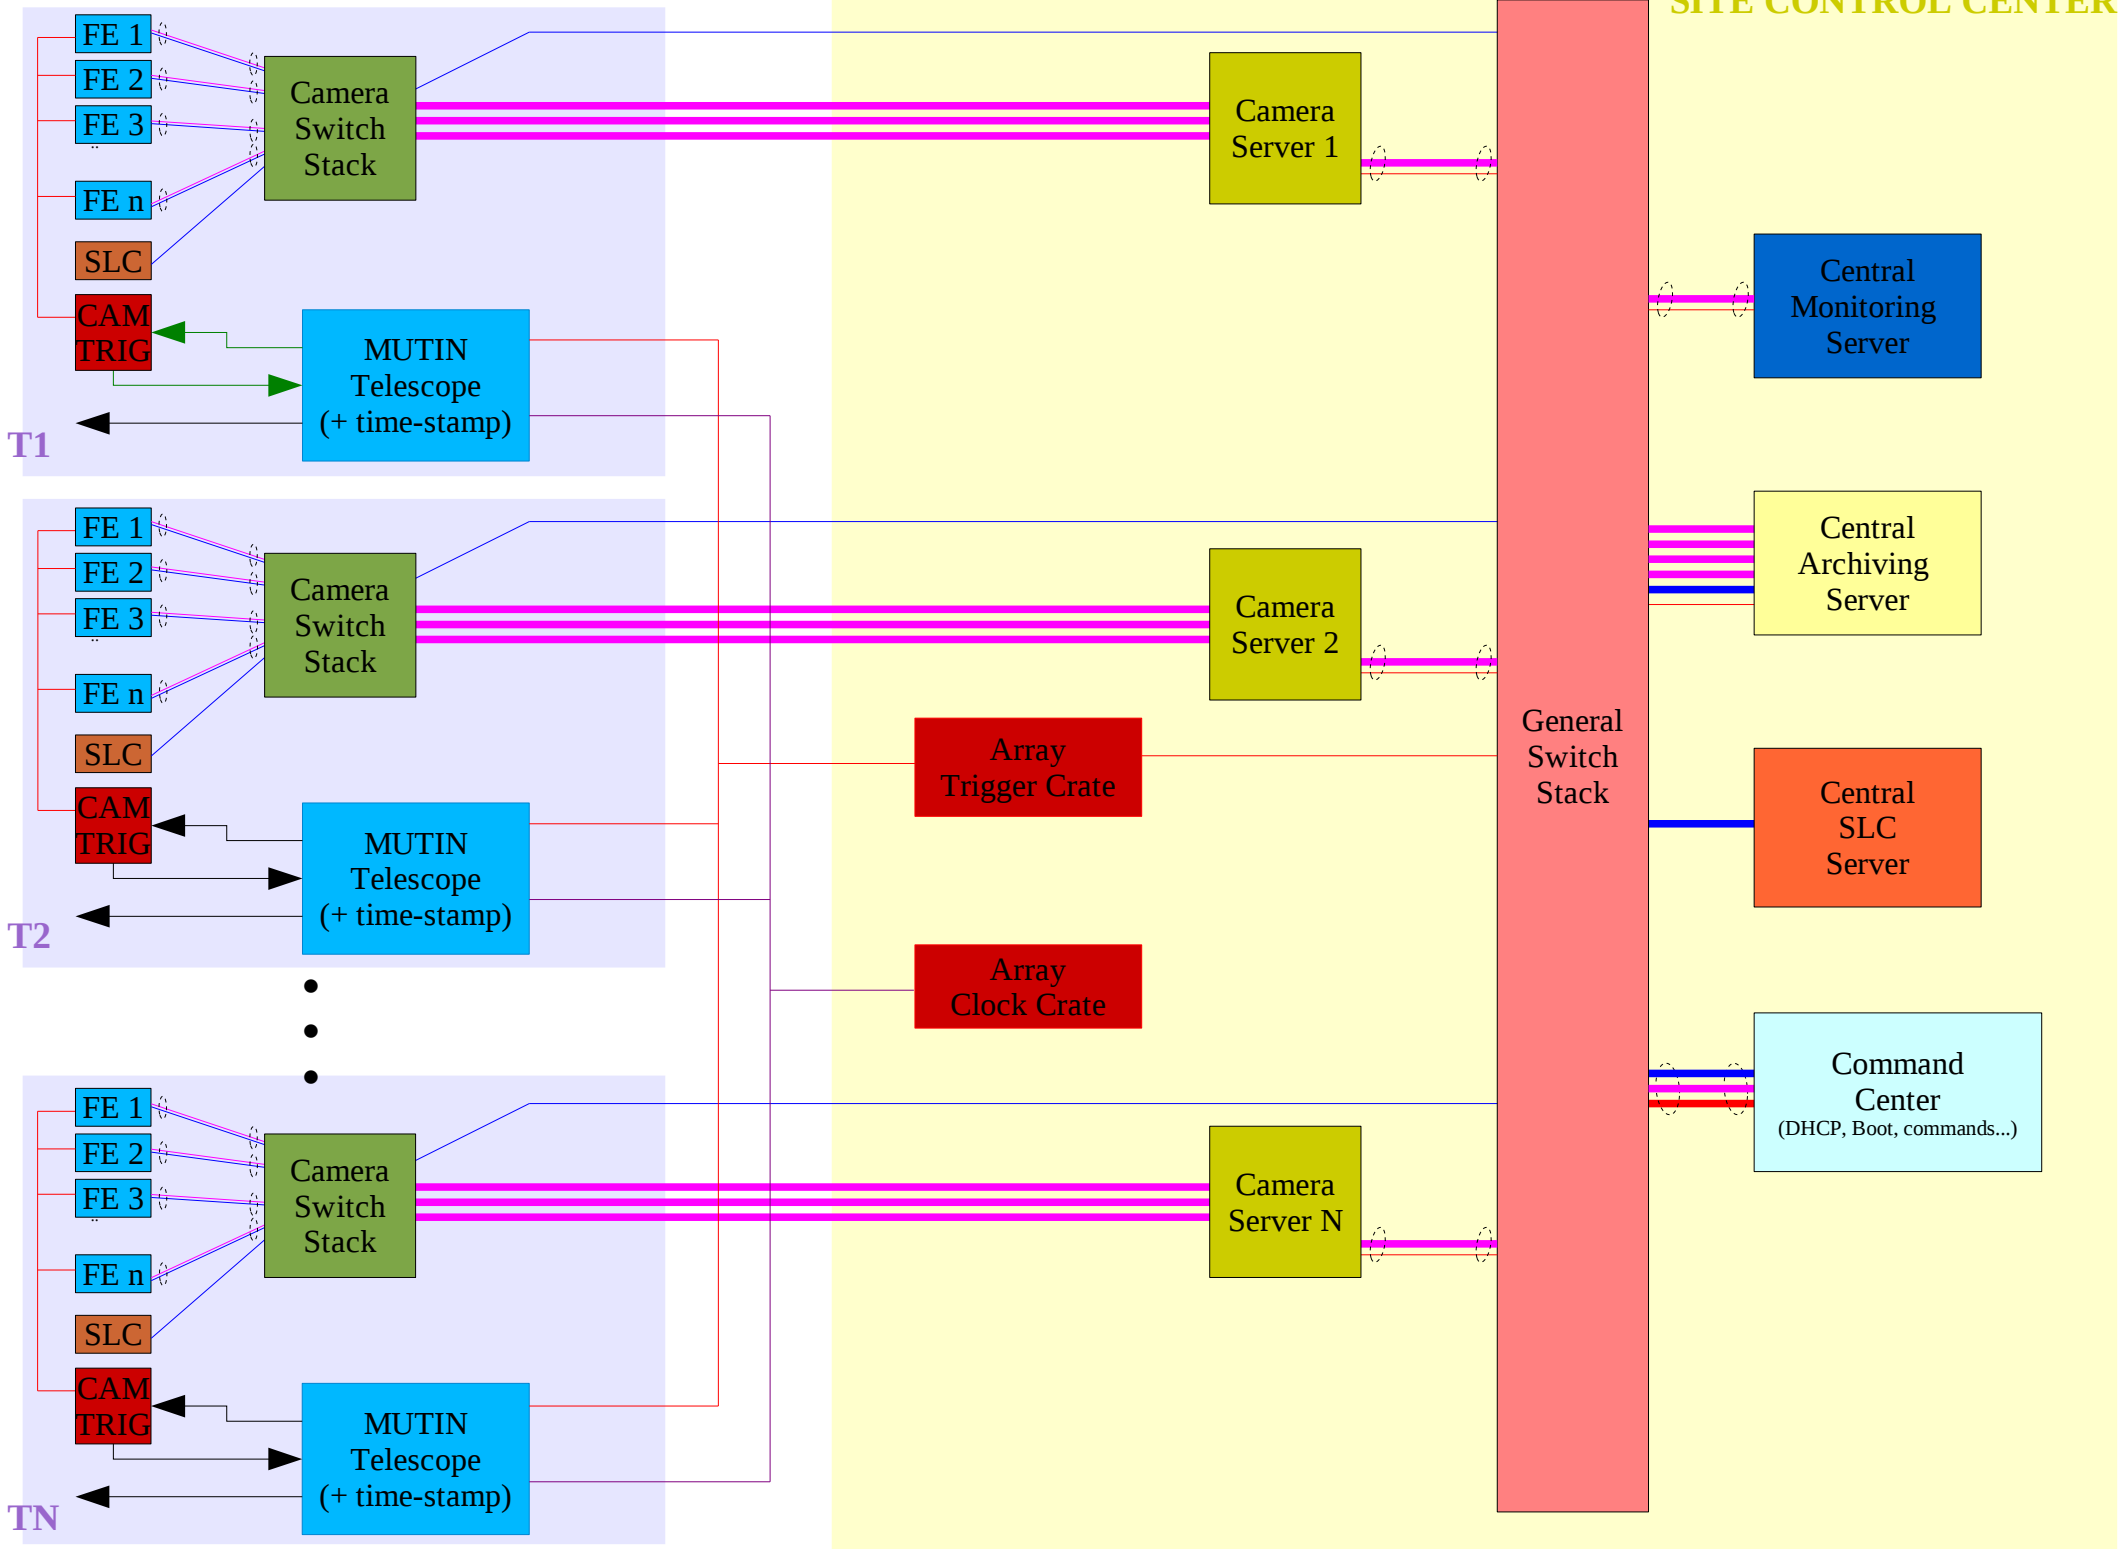 SITE CONTROL CENTER
FE 1
FE 2
FE 3
..
FE n
SLC
CAM
TRIG
Camera
Switch
Stack
MUTIN
Telescope
(+ time-stamp)
T1
Camera
Server 1
FE 1
FE 2
FE 3
..
FE n
SLC
CAM
TRIG
Camera
Switch
Stack
MUTIN
Telescope
(+ time-stamp)
T2
Camera
Server 2
Array
Trigger Crate
Array
Clock Crate
FE 1
FE 2
FE 3
..
FE n
SLC
CAM
TRIG
Camera
Switch
Stack
MUTIN
Telescope
(+ time-stamp)
TN
Camera
Server N
General
Switch
Stack
Central
Monitoring
Server
Central
Archiving
Server
Central
SLC
Server
Command
Center
(DHCP, Boot, commands...)